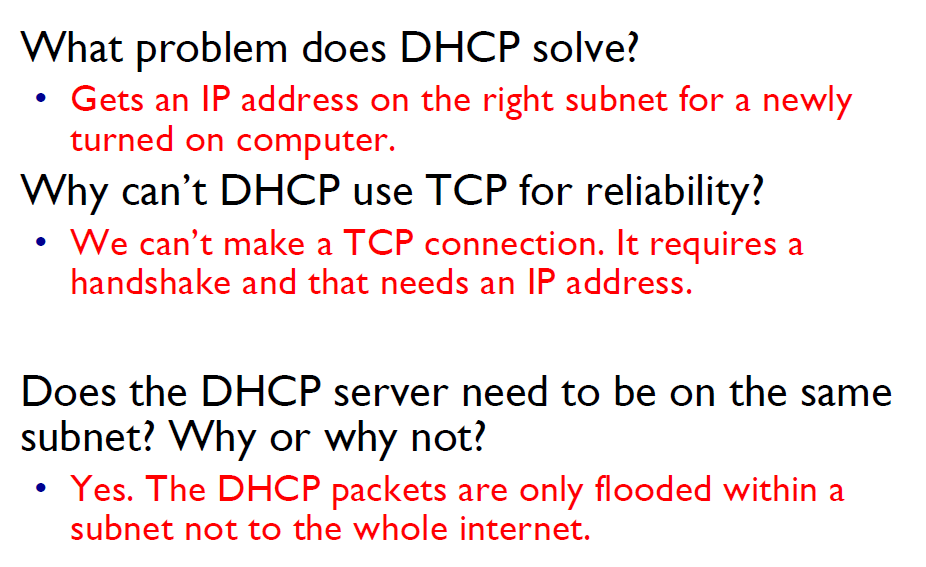 What problem does DHCP solve?
• Gets an IP address on the right subnet for a newly
turned on computer.
Why can’t DHCP use TCP for reliability?
• We can’t make a TCP connection. It requires a
handshake and that needs an IP address.
Does the DHCP server need to be on the same
subnet? Why or why not?
• Yes. The DHCP packets are only flooded within a
subnet not to the whole internet.